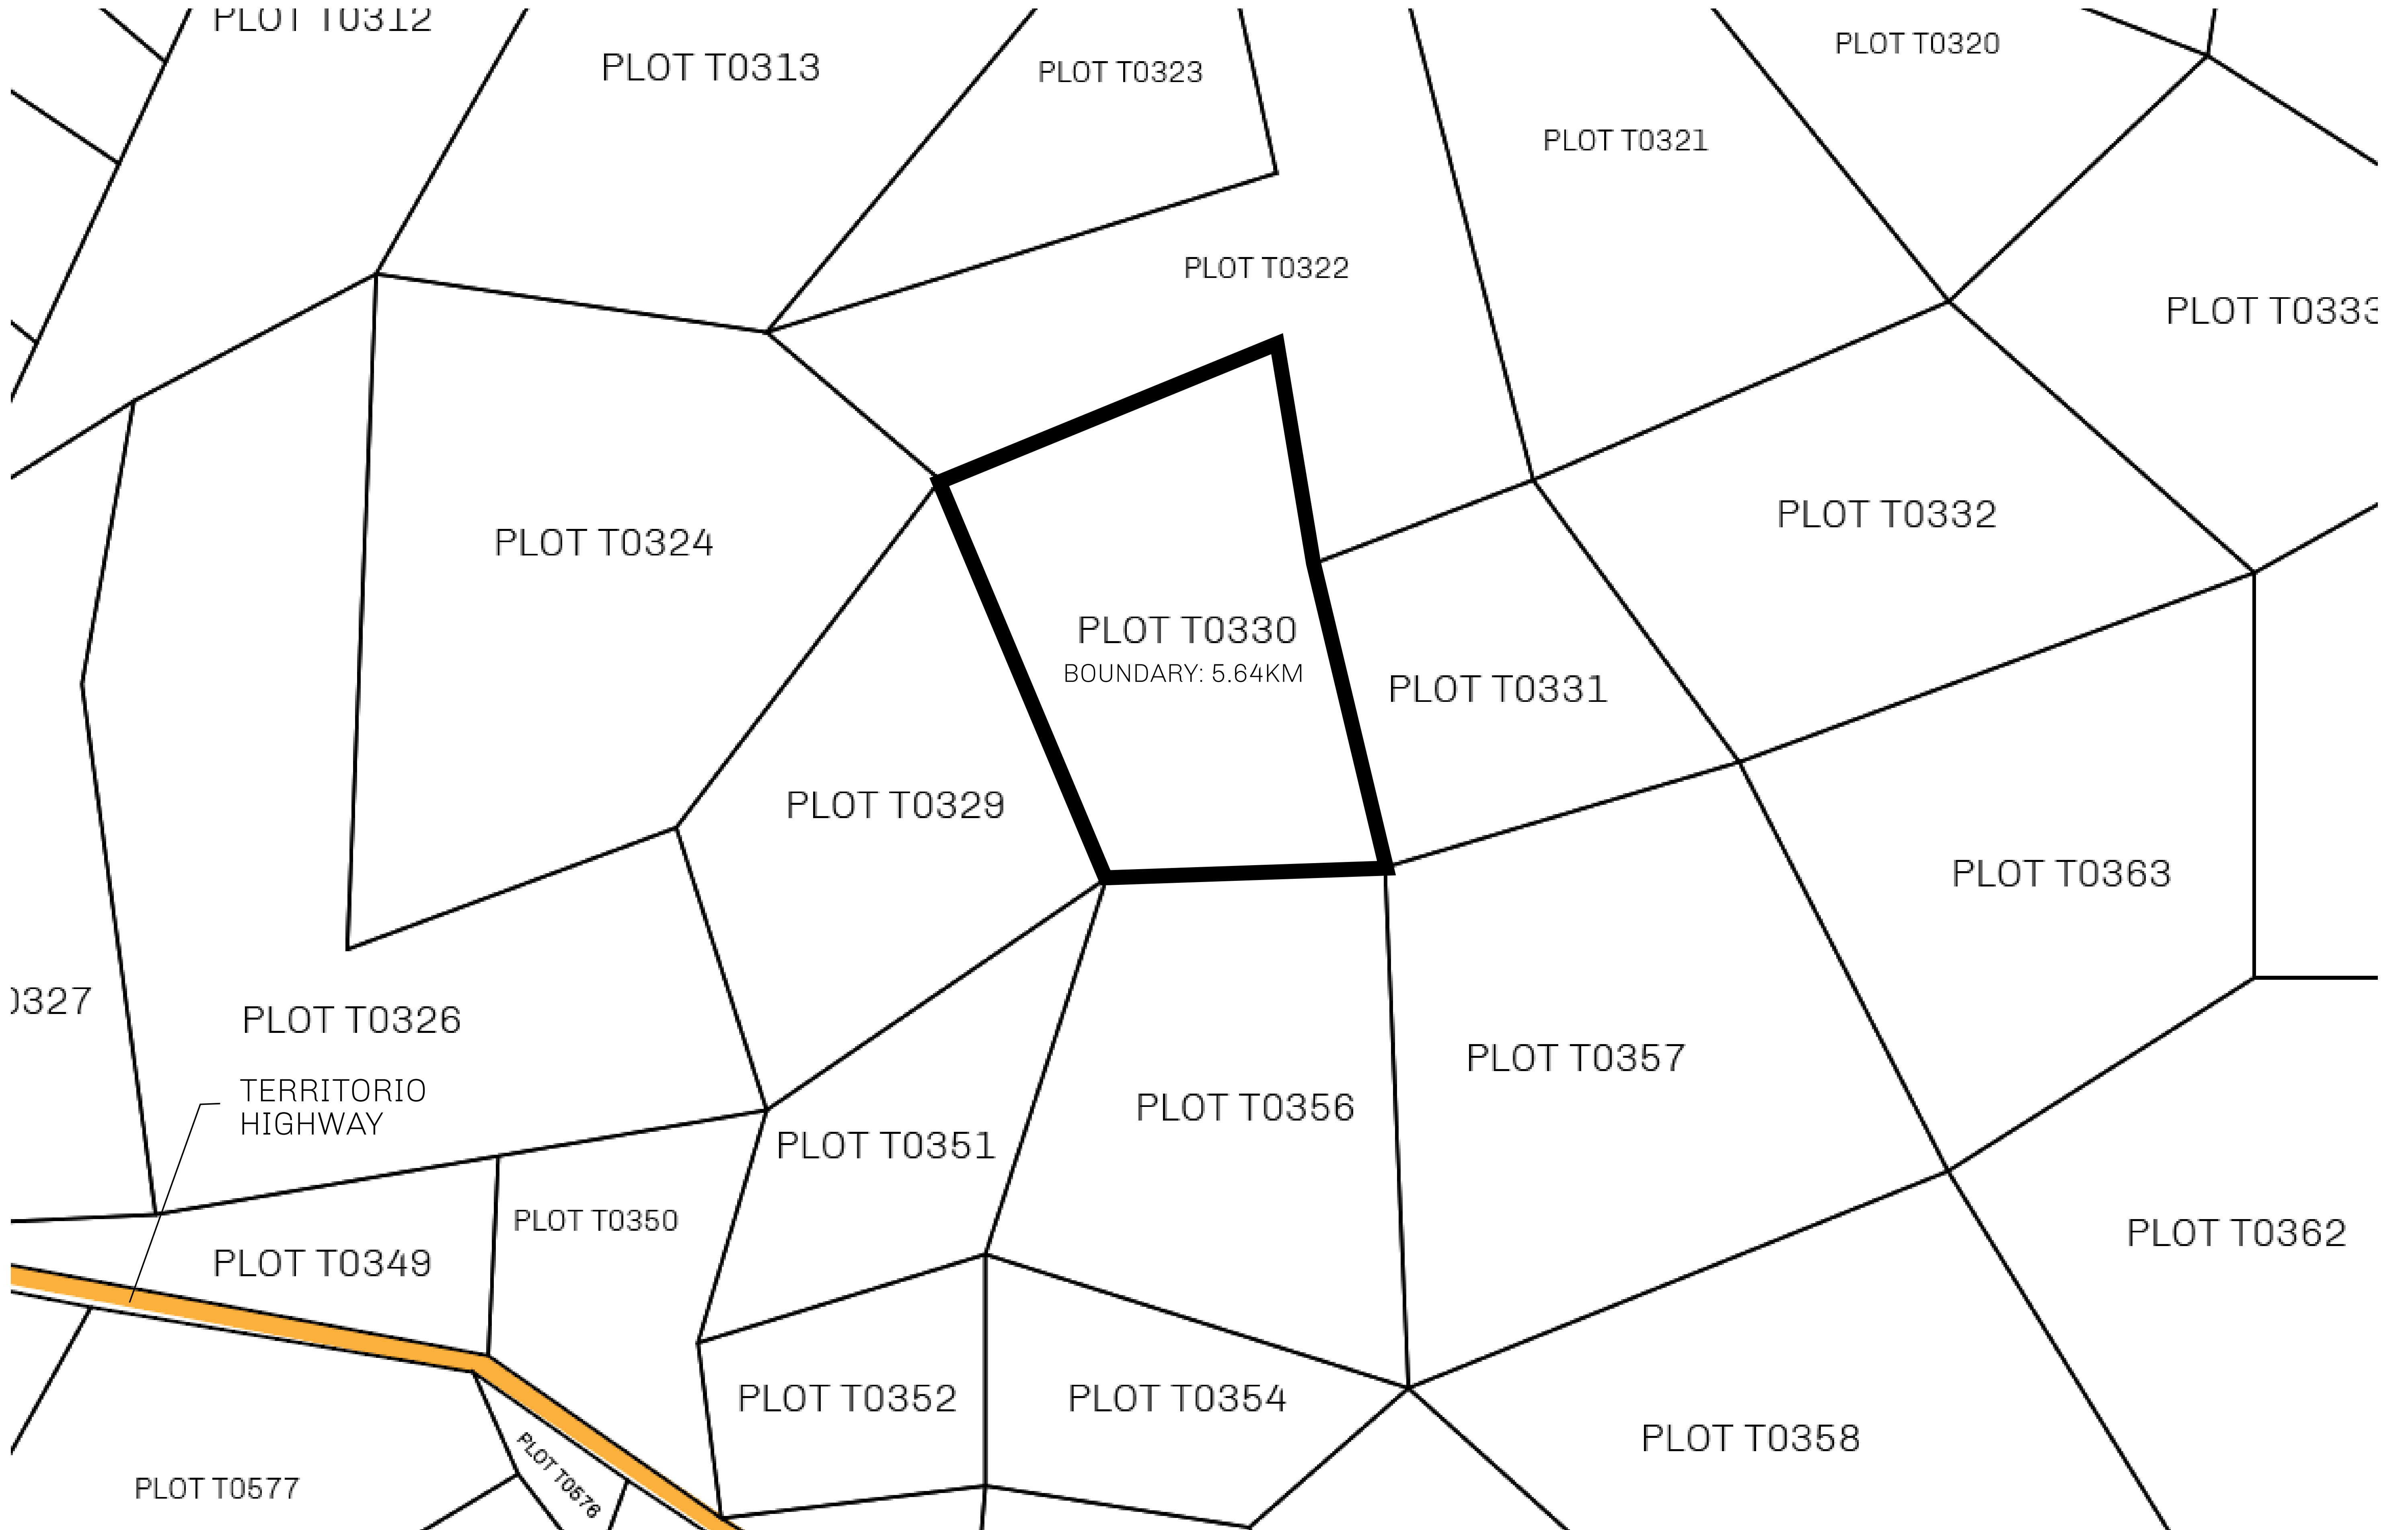 PLOT T0312
PLOT T0313
PLOT T0323
PLOT T0320
PLOT T0321
PLOT T0322
PLOT T0333
PLOT T0324
PLOT T0332
PLOT T0330
BOUNDARY: 5.64KM
PLOT T0331
PLOT T0329
PLOT T0363
0327
PLOT T0326
PLOT T0357
TERRITORIO
HIGHWAY
PLOT T0356
PLOT T0351
PLOT T0350
PLOT T0349
PLOT T0362
PLOT T0352
PLOT T0354
PLOT T0358
PLOT T0577
PLOT T0576